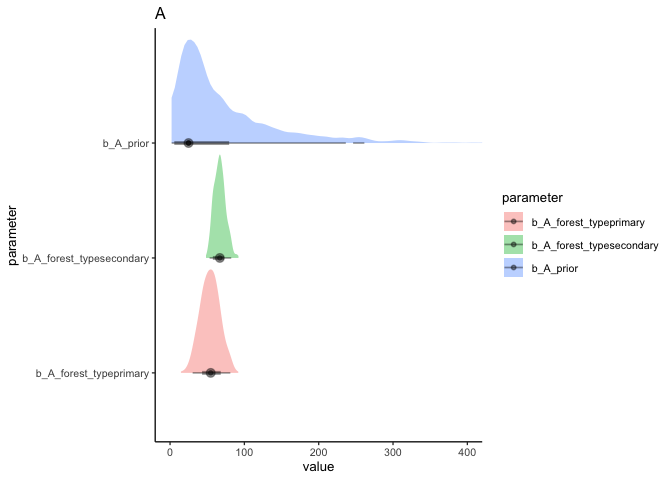 A
parameter
b_A_prior
b_A_forest_typesecondary
b_A_forest_typeprimary
0 100 200 300 400
value
parameter
b_A_forest_typeprimary
b_A_forest_typesecondary
b_A_prior